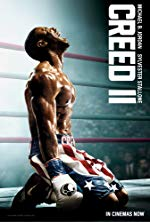 MICHAEL B. JORDAN SYLVESTER STALLONE
CREED II
IN CINEMAS NOW